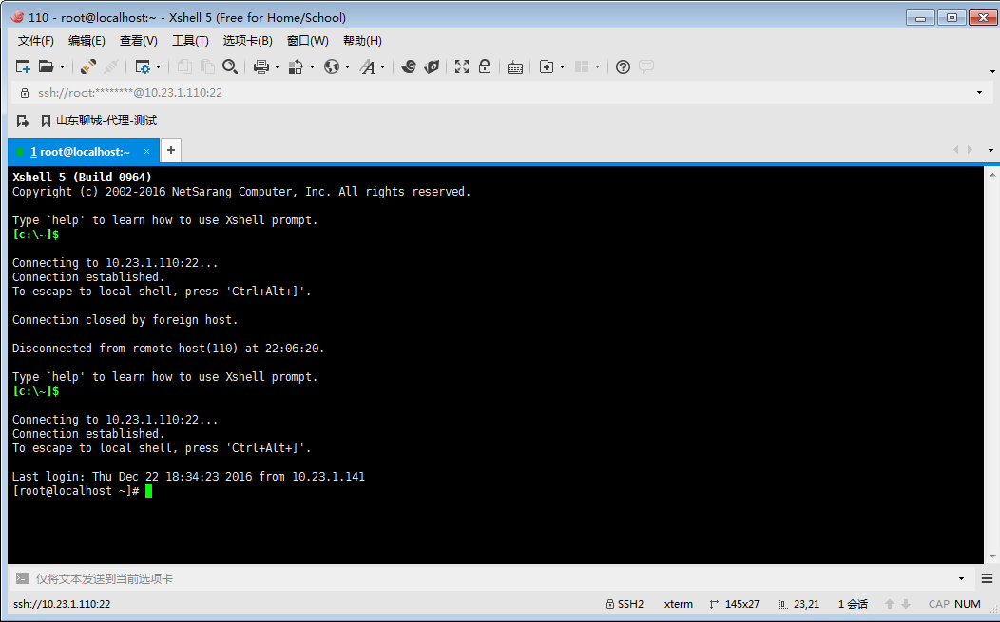 110 - root@localhost:~ - Xshell 5 (Free for Home/School)
文件(F) 编辑(E) 查看(V) 工具(T) 选项卡(B) 窗口(W) 帮助(H)
ssh://root:********@10.23.1.110:22
山东聊城-代理-测试
1 root@localhost:~ × +
Xshell 5 (Build 0964)
Copyright (c) 2002-2016 NetSarang Computer, Inc. All rights reserved.
Type `help' to learn how to use Xshell prompt.
[c:\~]$
Connecting to 10.23.1.110:22...
Connection established.
To escape to local shell, press 'Ctrl+Alt+]'.
Connection closed by foreign host.
Disconnected from remote host(110) at 22:06:20.
Type `help' to learn how to use Xshell prompt.
[c:\~]$
Connecting to 10.23.1.110:22...
Connection established.
To escape to local shell, press 'Ctrl+Alt+]'.
Last login: Thu Dec 22 18:34:23 2016 from 10.23.1.141
[root@localhost ~]#
仅将文本发送到当前选项卡
ssh://10.23.1.110:22 SSH2 xterm 145x27 23,21 1 会话 CAP NUM